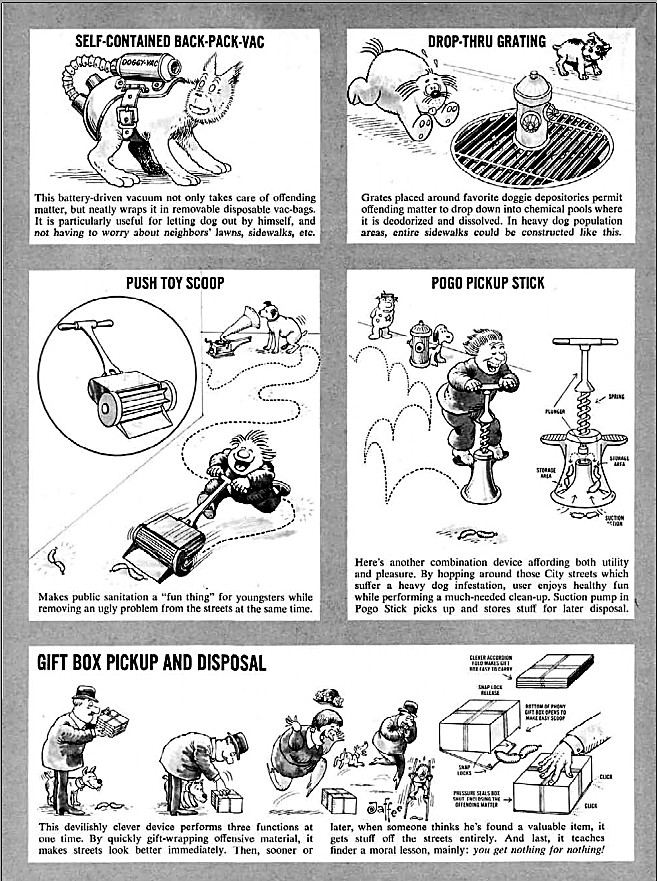 SELF-CONTAINED BACK-PACK-VAC
DOGGY-VAC
This battery-driven vacuum not only takes care of offending
matter, but neatly wraps it in removable disposable vac-bags.
It is particularly useful for letting dog out by himself, and
not having to worry about neighbors' lawns, sidewalks, etc.
DROP-THRU GRATING
Grates placed around favorite doggie depositories permit
offending matter to drop down into chemical pools where
it is deodorized and dissolved. In heavy dog population
areas, entire sidewalks could be constructed like this.
PUSH TOY SCOOP
Makes public sanitation a "fun thing" for youngsters while
removing an ugly problem from the streets at the same time.
POGO PICKUP STICK
PLUNGER
SPRING
STORAGE
AREA
STORAGE
AREA
SUCTION
ACTION
Here's another combination device affording both utility
and pleasure. By hopping around those City streets which
suffer a heavy dog infestation, user enjoys healthy fun
while performing a much-needed clean-up. Suction pump in
Pogo Stick picks up and stores stuff for later disposal.
GIFT BOX PICKUP AND DISPOSAL
CLEVER ACCORDION
FOLD MAKES GIFT
BOX EASY TO CARRY
SNAP LOCK
RELEASE
BOTTOM OF PHONY
GIFT BOX OPENS TO
MAKE EASY SCOOP
SNAP
LOCKS
PRESSURE SEALS BOX
SHUT ENCLOSING THE
OFFENDING MATTER
CLICK
CLICK
Jaffee
This devilishly clever device performs three functions at
one time. By quickly gift-wrapping offensive material, it
makes streets look better immediately. Then, sooner or
later, when someone thinks he's found a valuable item, it
gets stuff off the streets entirely. And last, it teaches
finder a moral lesson, mainly: you get nothing for nothing!